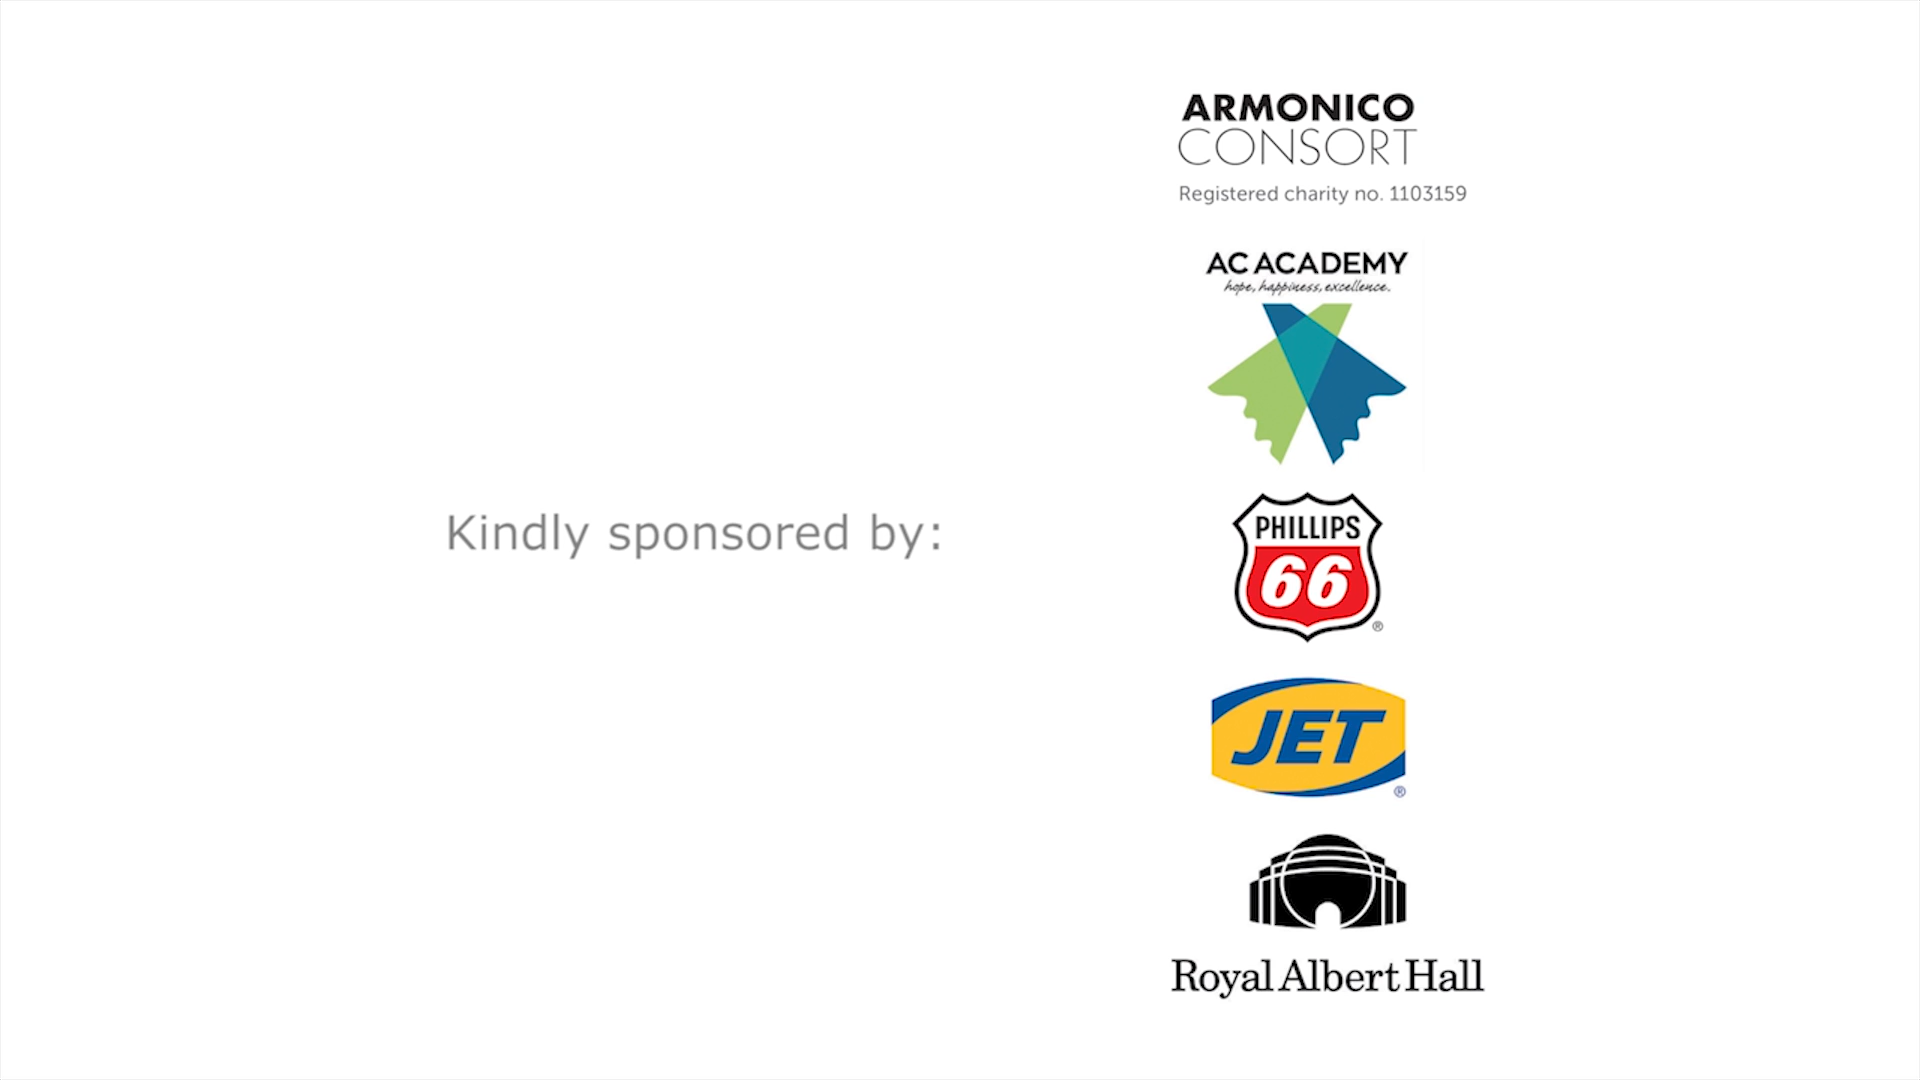 ARMONICO
CONSORT
Registered charity no. 1103159
AC ACADEMY
hope, happiness, excellence.
Kindly sponsored by:
PHILLIPS
66
®
JET
®
Royal Albert Hall